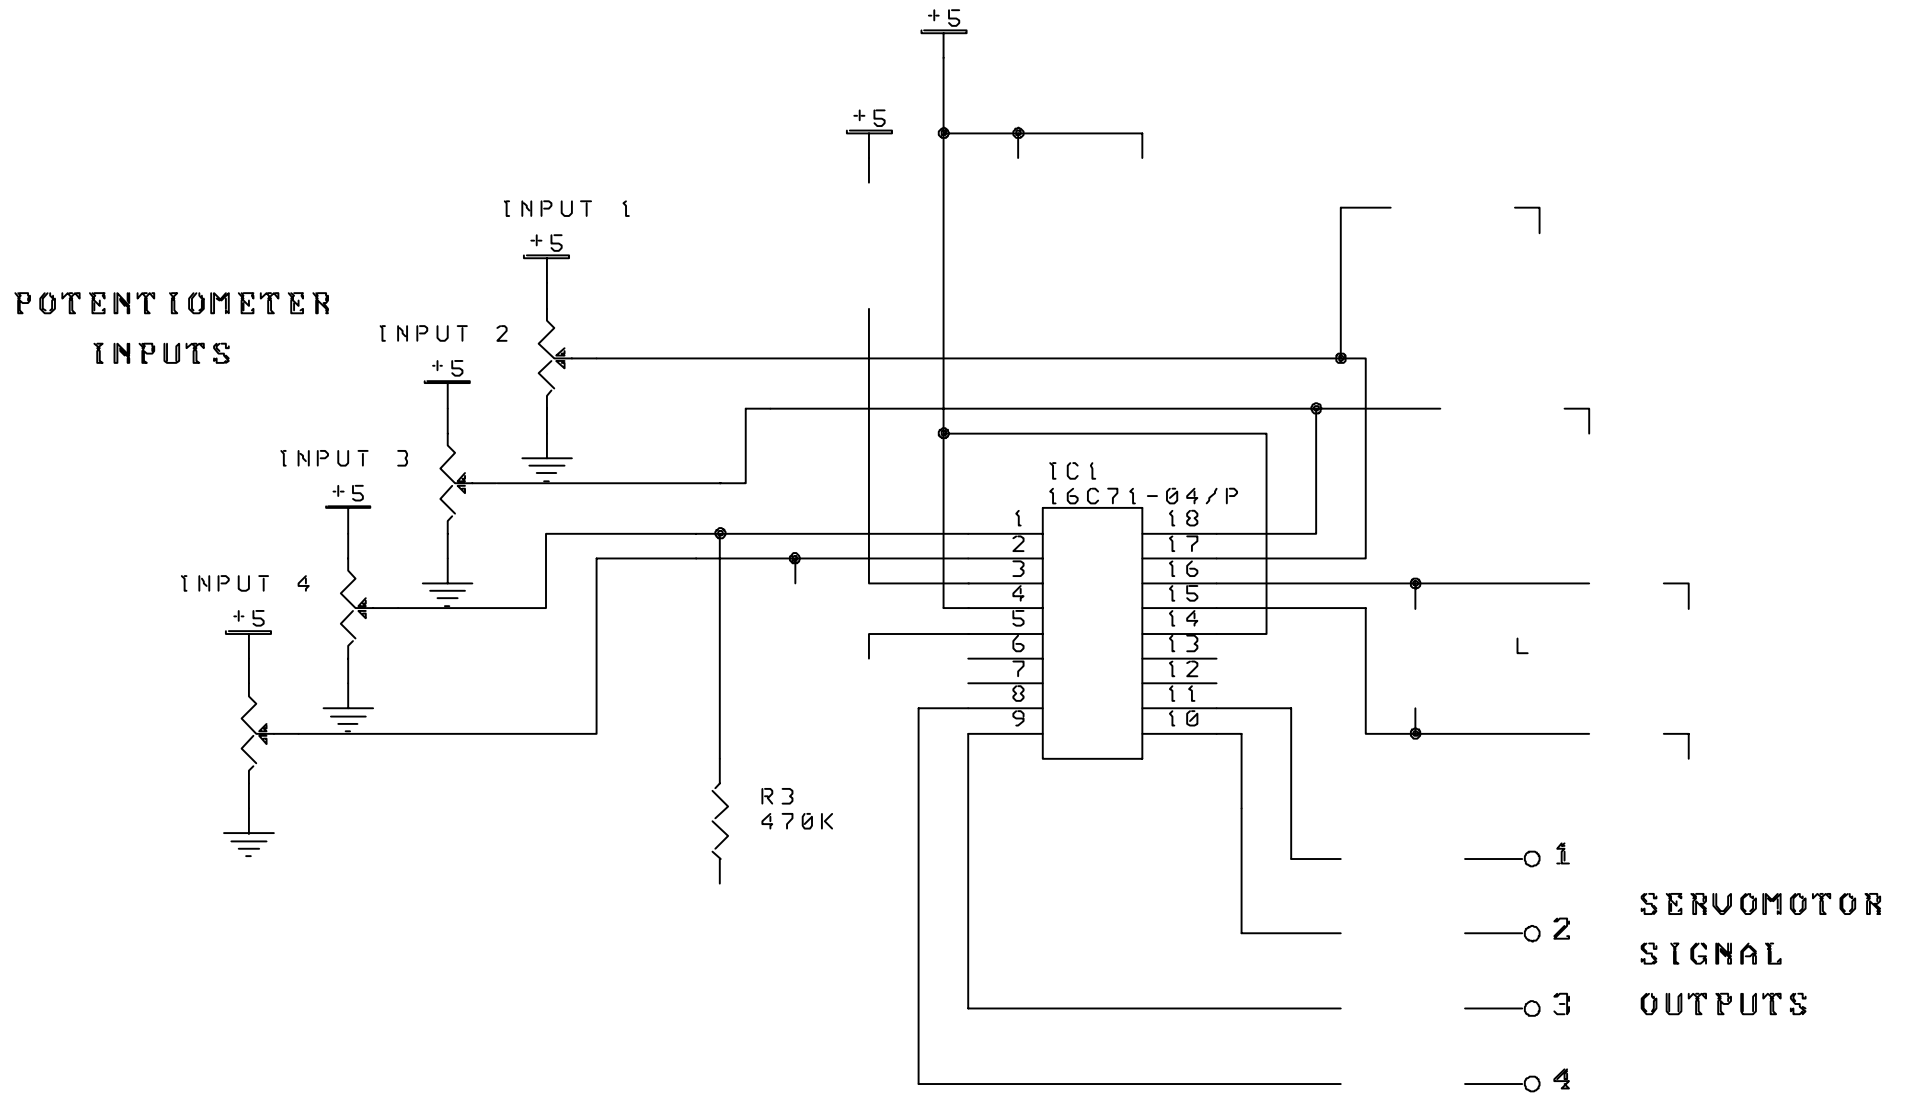 +5
+5
INPUT 1
+5
POTENTIOMETER
INPUTS
INPUT 2
+5
INPUT 3
+5
INPUT 4
+5
IC1
16C71-04/P
1 18
2 17
3 16
4 15
5 14
6 13
7 12
8 11
9 10
L
R3
470K
1
2
3
4
SERVOMOTOR
SIGNAL
OUTPUTS